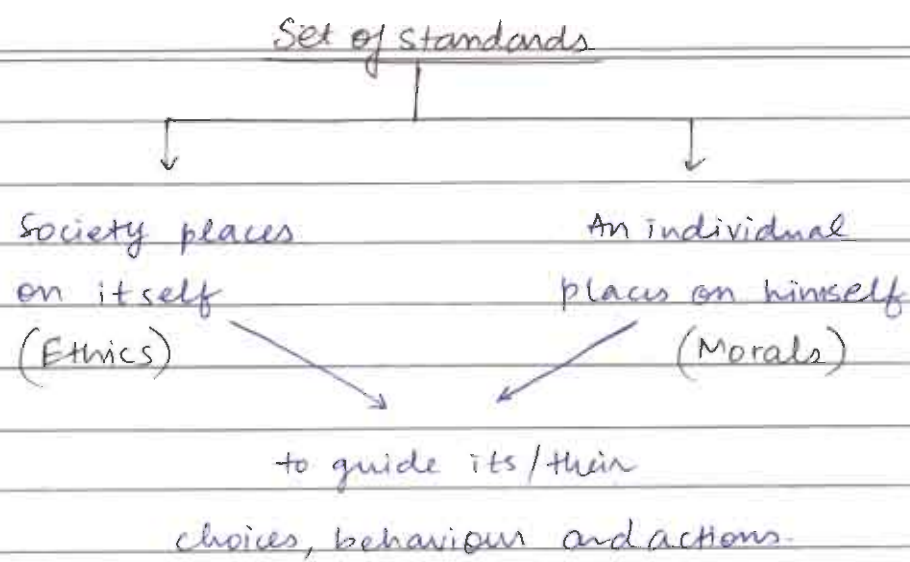 Set of standards
Society places
on itself
(Ethics)
An individual
places on himself
(Morals)
to guide its/their
choices, behaviour and actions.